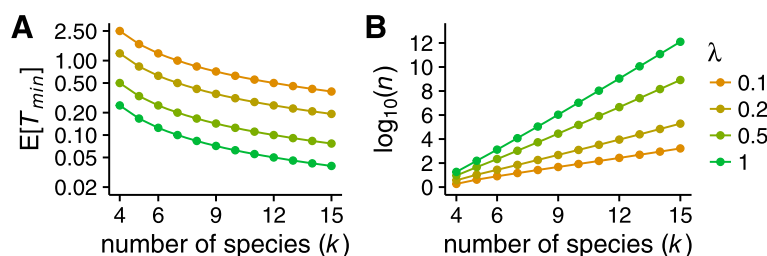 A
E[Tmin]
2.50
1.00
0.50
0.20
0.10
0.05
0.02
4 6 9 12 15
number of species (k)
B
log10(n)
12
10
8
6
4
2
0
4 6 9 12 15
number of species (k)
λ
0.1
0.2
0.5
1